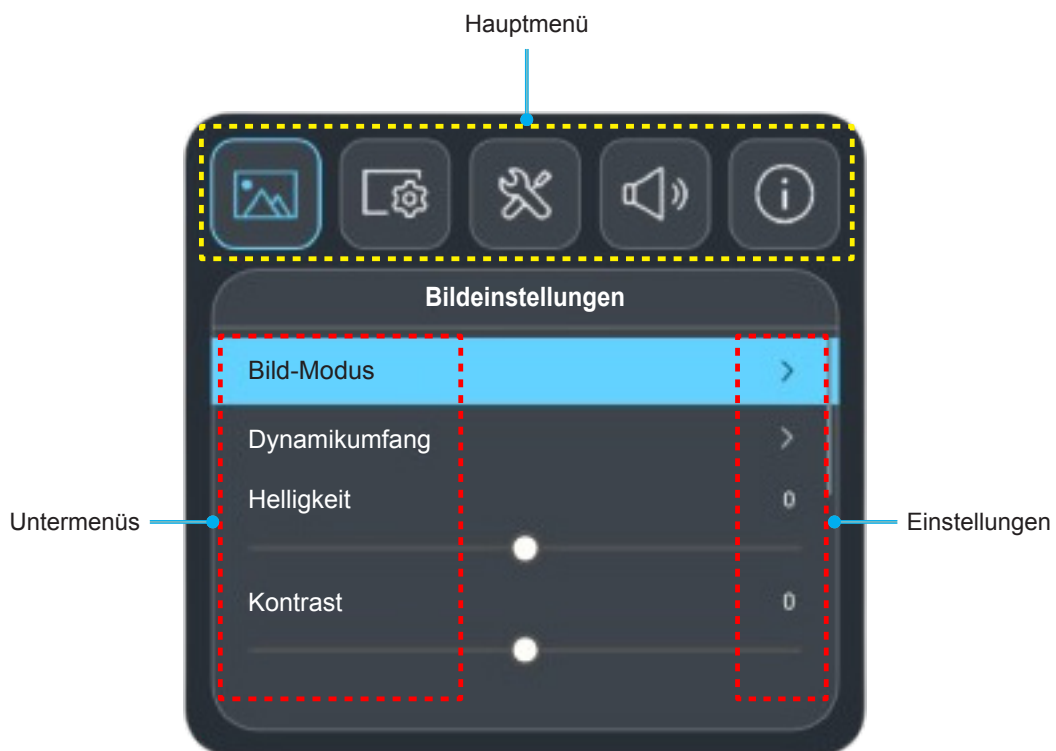 Hauptmenü
Bildeinstellungen
Bild-Modus
Dynamikumfang
Helligkeit 0
Untermenüs
Einstellungen
Kontrast 0